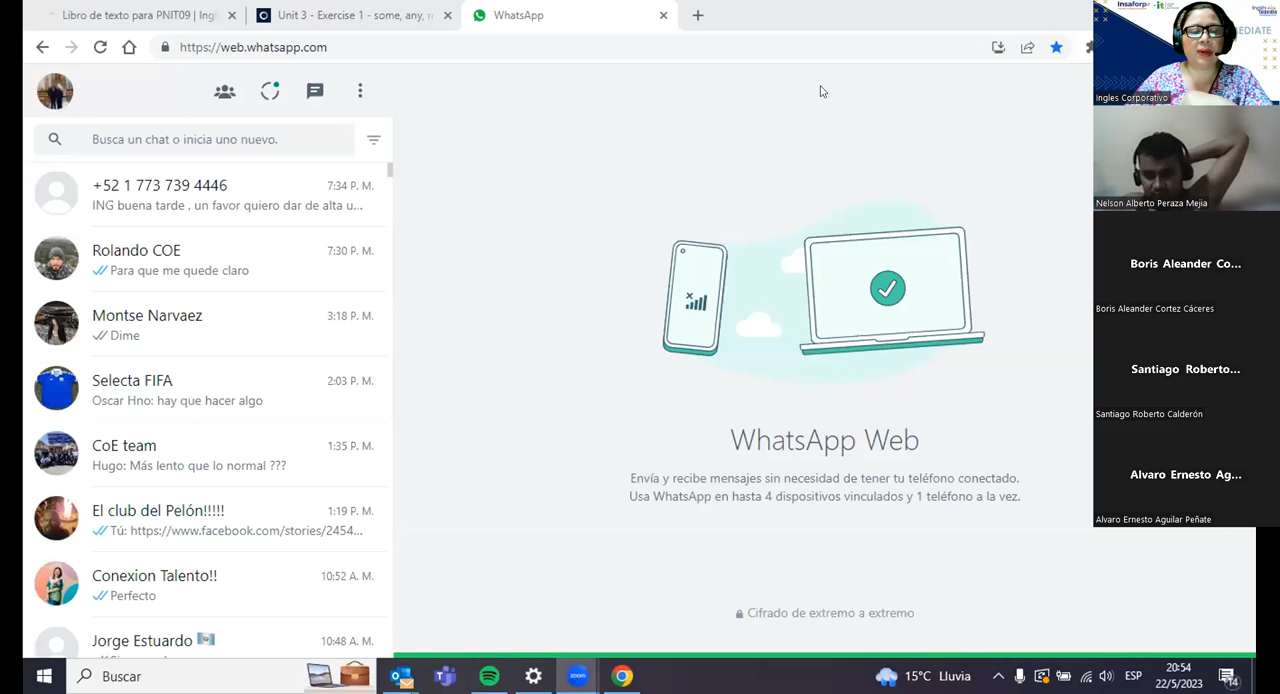 Libro de texto para PNIT09 | Ingl
Unit 3 - Exercise 1 - some, any, m
WhatsApp
https://web.whatsapp.com
Busca un chat o inicia uno nuevo.
+52 1 773 739 4446
7:34 P. M.
ING buena tarde , un favor quiero dar de alta u...
Rolando COE
7:30 P. M.
Para que me quede claro
Montse Narvaez
3:18 P. M.
Dime
Selecta FIFA
2:03 P. M.
Oscar Hno: hay que hacer algo
CoE team
1:35 P. M.
Hugo: Más lento que lo normal ???
El club del Pelón!!!!!
1:19 P. M.
Tú: https://www.facebook.com/stories/2454...
Conexion Talento!!
10:52 A. M.
Perfecto
Jorge Estuardo
10:48 A. M.
WhatsApp Web
Envía y recibe mensajes sin necesidad de tener tu teléfono conectado.
Usa WhatsApp en hasta 4 dispositivos vinculados y 1 teléfono a la vez.
Cifrado de extremo a extremo
Insaforp
EDIATE
Ingles Corporativo
Nelson Alberto Peraza Mejia
Boris Aleander Co...
Boris Aleander Cortez Cáceres
Santiago Roberto...
Santiago Roberto Calderón
Alvaro Ernesto Ag...
Alvaro Ernesto Aguilar Peñate
Buscar
zoom
15°C Lluvia
ESP
20:54
22/5/2023
14